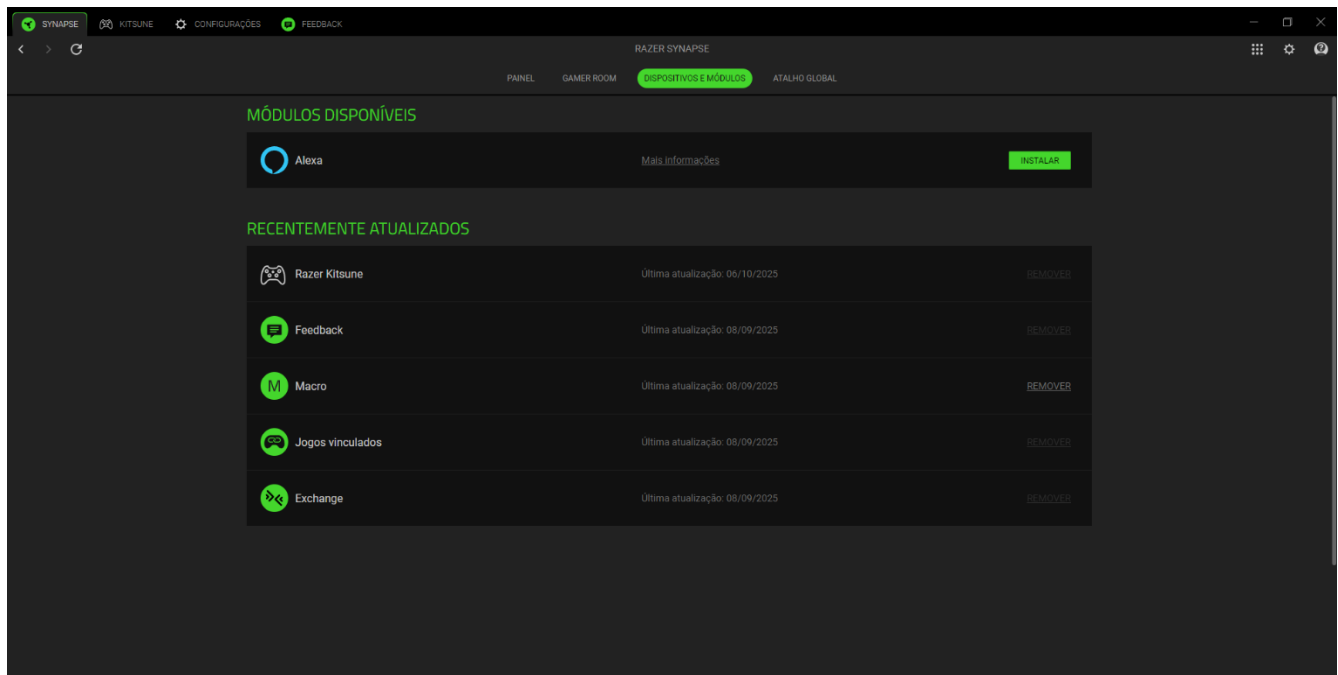 SYNAPSE KITSUNE CONFIGURAÇÕES FEEDBACK
RAZER SYNAPSE
PAINEL GAMER ROOM DISPOSITIVOS E MÓDULOS ATALHO GLOBAL
MÓDULOS DISPONÍVEIS
Alexa Mais informações INSTALAR
RECENTEMENTE ATUALIZADOS
Razer Kitsune Última atualização: 06/10/2025 REMOVER
Feedback Última atualização: 08/09/2025 REMOVER
M Macro Última atualização: 08/09/2025 REMOVER
Jogos vinculados Última atualização: 08/09/2025 REMOVER
Exchange Última atualização: 08/09/2025 REMOVER